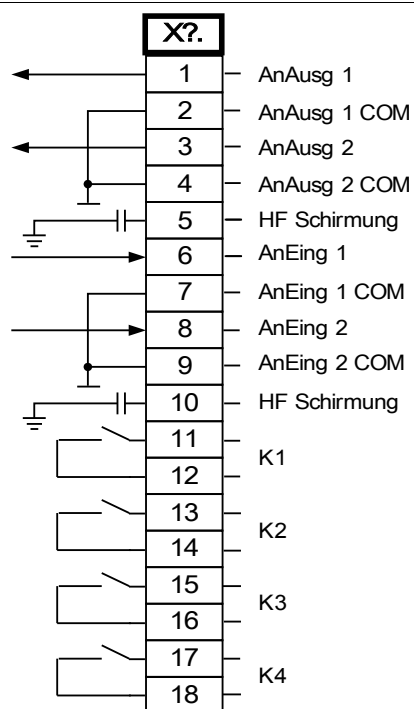 X?.
1 AnAusg 1
2 AnAusg 1 COM
3 AnAusg 2
4 AnAusg 2 COM
5 HF Schirmung
6 AnEing 1
7 AnEing 1 COM
8 AnEing 2
9 AnEing 2 COM
10 HF Schirmung
11
K1
12
13
K2
14
15
K3
16
17
K4
18